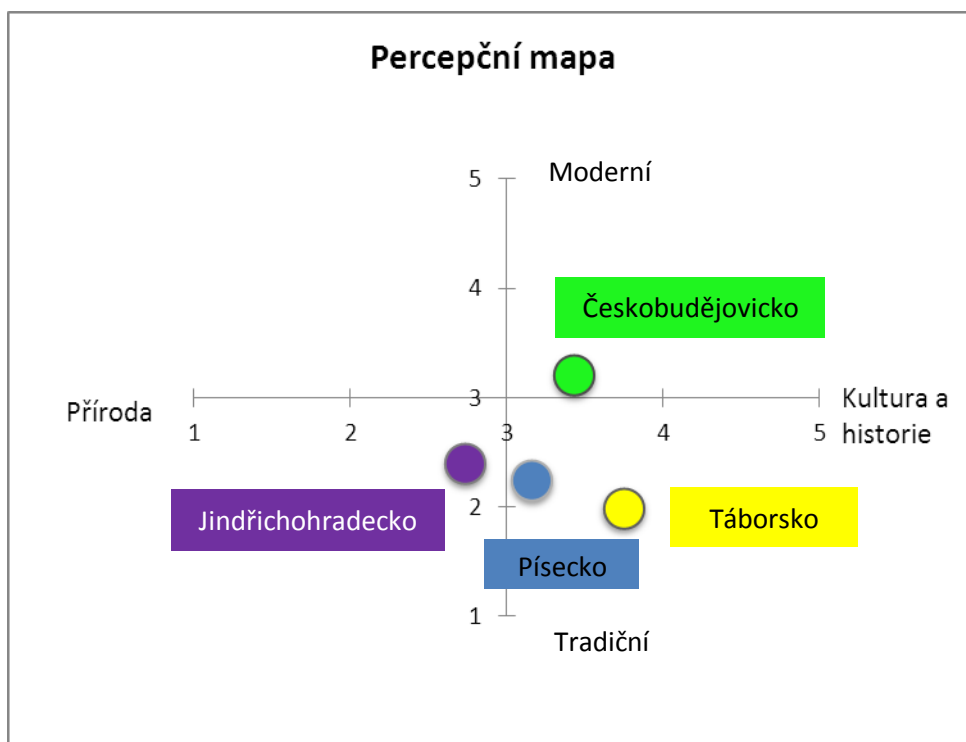 Percepční mapa
5
Moderní
4
Českobudějovicko
3
Příroda
Kultura a
historie
1
2
3
4
5
2
Jindřichohradecko
Táborsko
Písecko
1
Tradiční